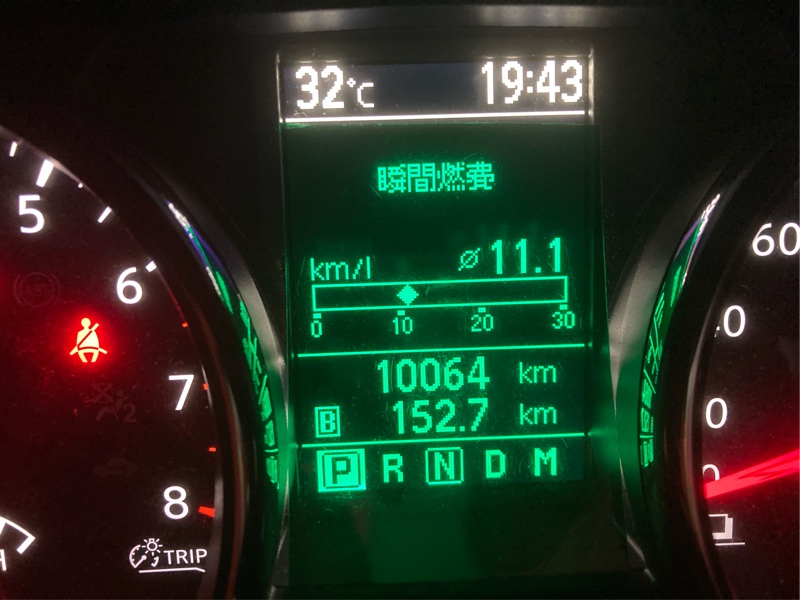 32°C 19:43
瞬間燃費
km/l ⌀11.1
0 10 20 30
10064 km
B 152.7 km
P R N D M
5
6
7
8
TRIP
H
60